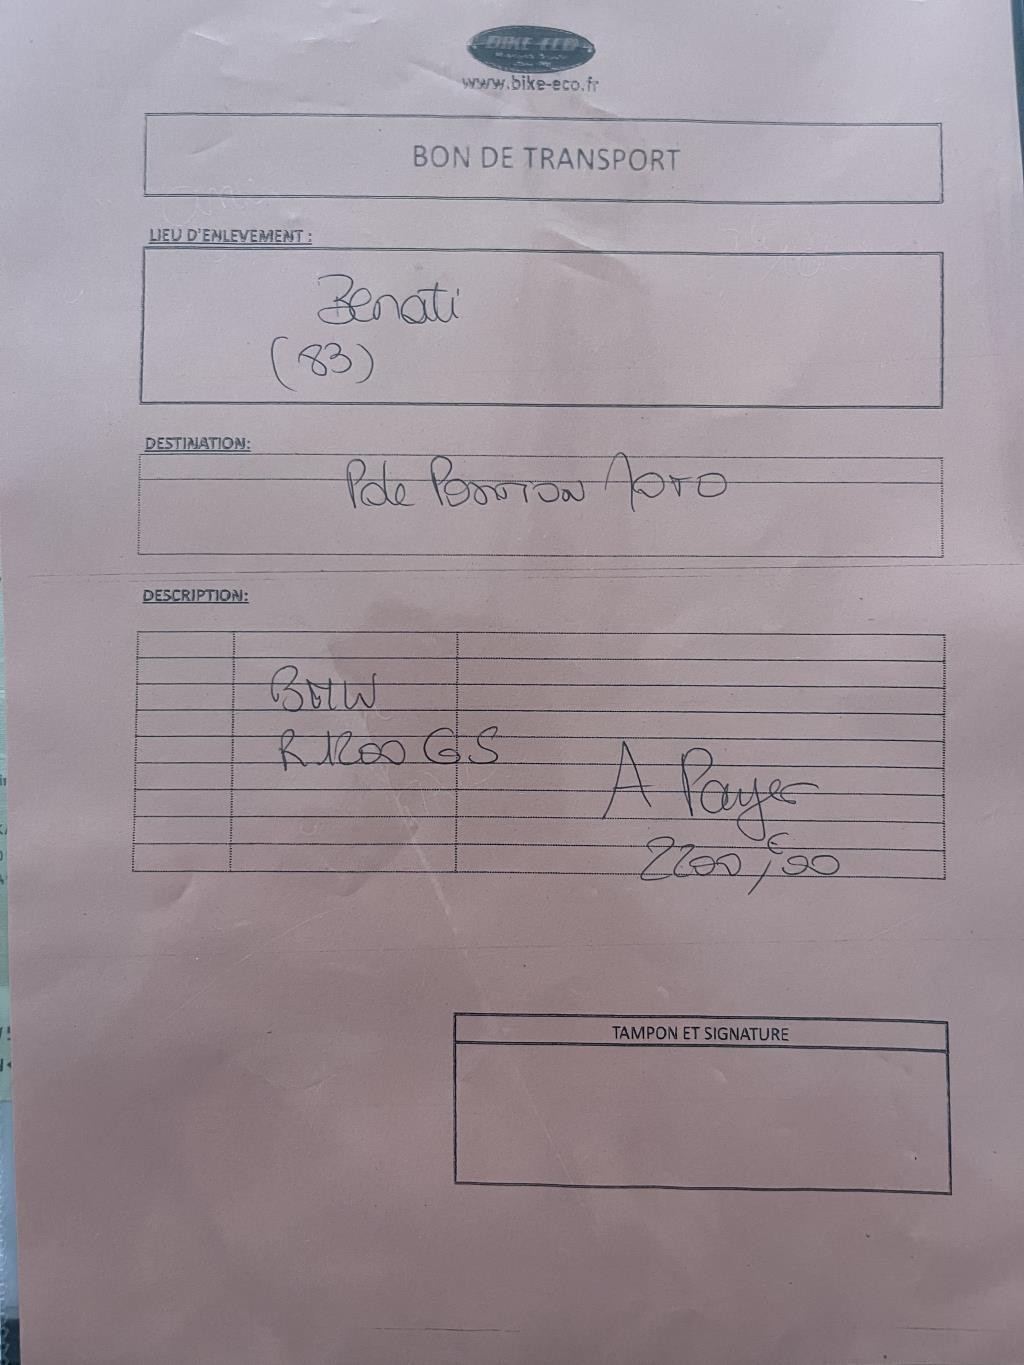 BIKE-ECO
www.bike-eco.fr
BON DE TRANSPORT
LIEU D'ENLEVEMENT :
Benati
(83)
DESTINATION:
Pole Position Moto
DESCRIPTION:
BMW
R1200 GS
A Payer
2200,€00
TAMPON ET SIGNATURE